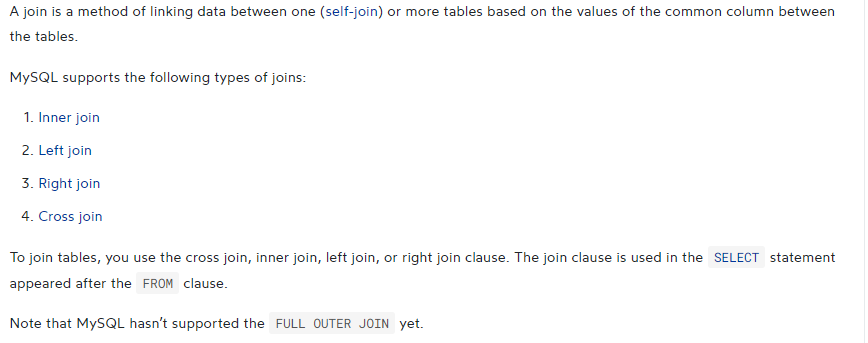 A join is a method of linking data between one (self-join) or more tables based on the values of the common column between
the tables.
MySQL supports the following types of joins:
1. Inner join
2. Left join
3. Right join
4. Cross join
To join tables, you use the cross join, inner join, left join, or right join clause. The join clause is used in the SELECT statement
appeared after the FROM clause.
Note that MySQL hasn't supported the FULL OUTER JOIN yet.